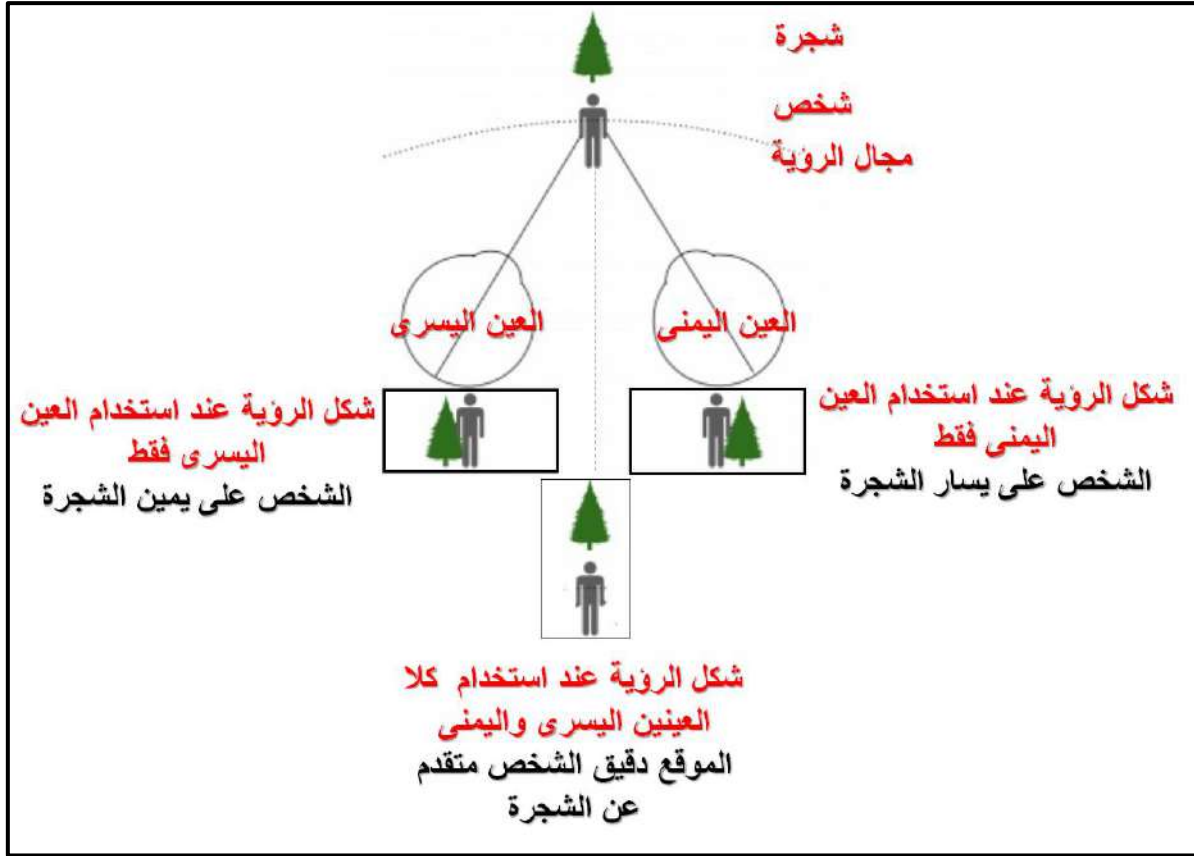 شجرة
شخص
مجال الرؤية
العين اليمنى
العين اليسرى
شكل الرؤية عند استخدام العين
اليمنى فقط
الشخص على يسار الشجرة
شكل الرؤية عند استخدام العين
اليسرى فقط
الشخص على يمين الشجرة
شكل الرؤية عند استخدام كلا
العينين اليسرى واليمنى
الموقع دقيق الشخص متقدم
عن الشجرة